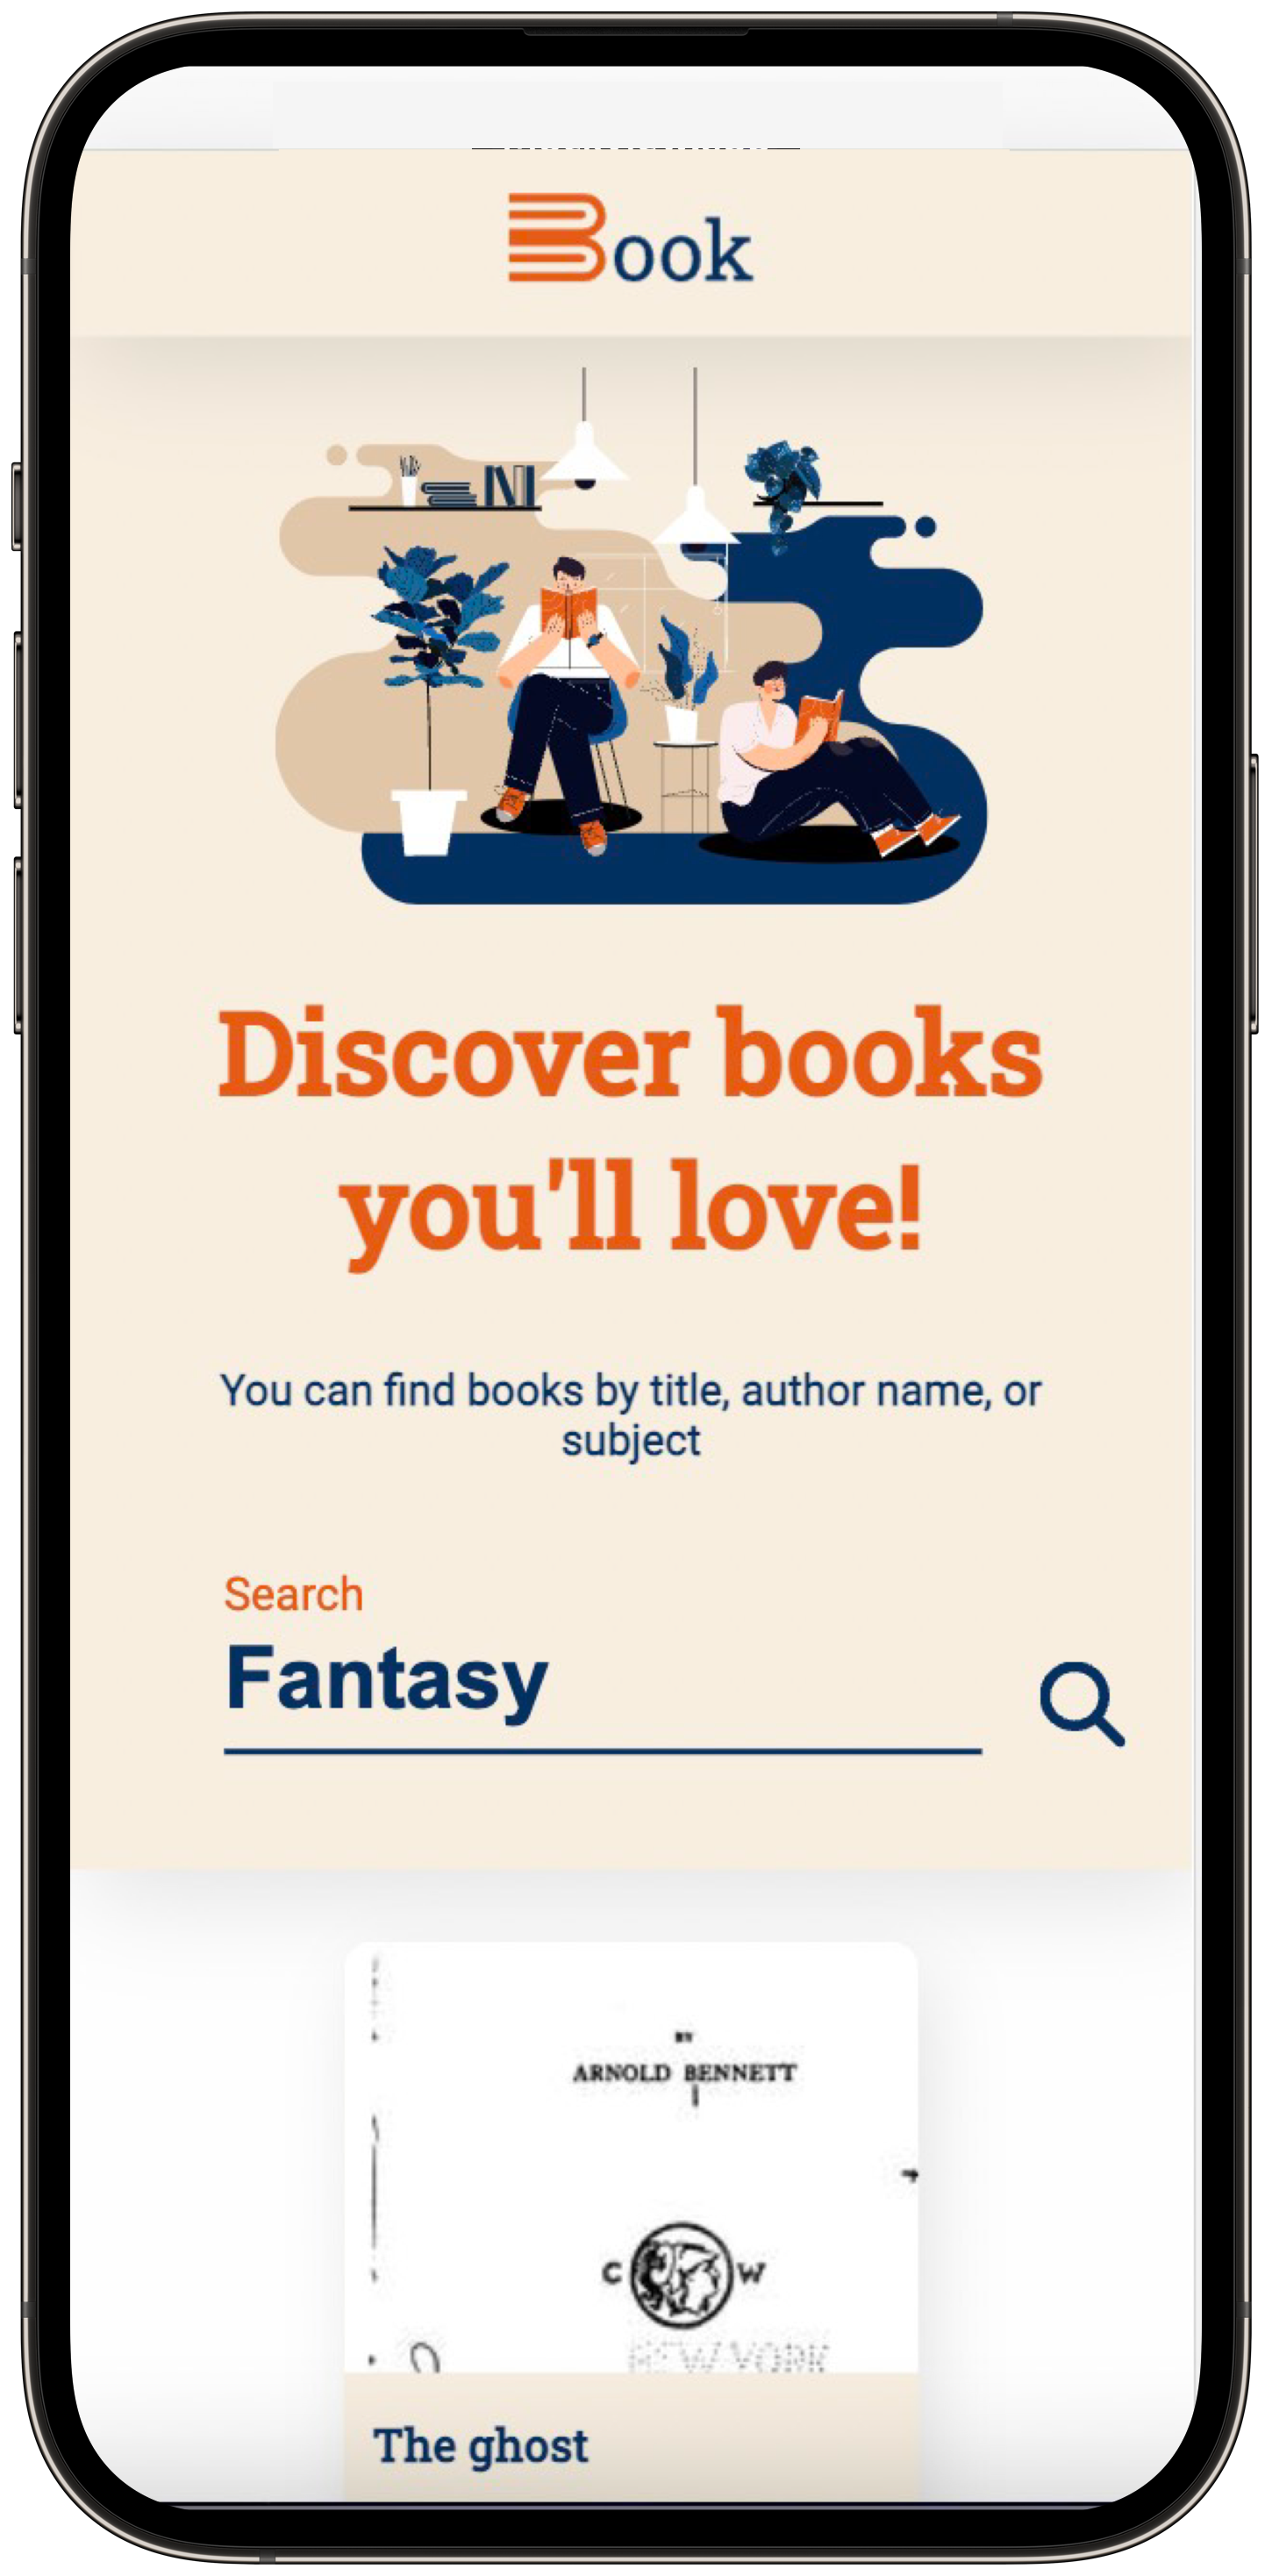 Book
Discover books
you'll love!
You can find books by title, author name, or
subject
Search
Fantasy
BY
ARNOLD BENNETT
C W
NEW YORK
The ghost